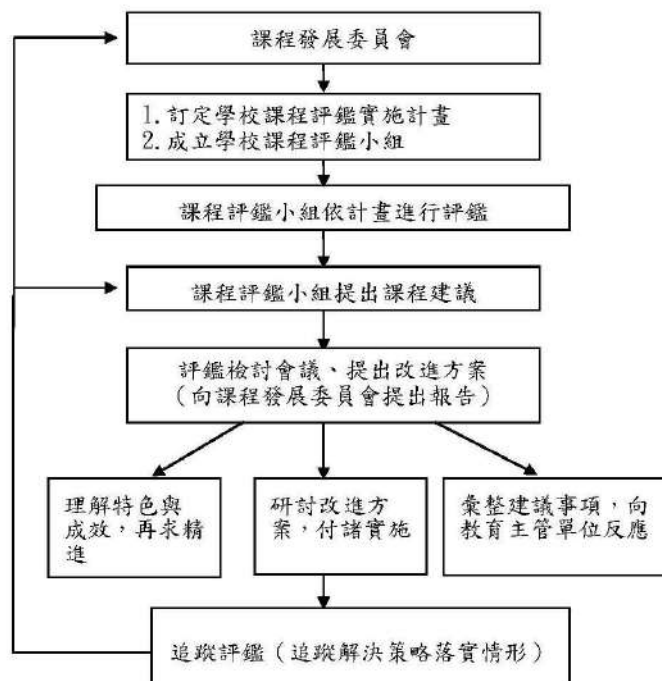 課程發展委員會
1.訂定學校課程評鑑實施計畫
2.成立學校課程評鑑小組
課程評鑑小組依計畫進行評鑑
課程評鑑小組提出課程建議
評鑑檢討會議、提出改進方案
（向課程發展委員會提出報告）
理解特色與
成效，再求精
進
研討改進方
案，付諸實施
彙整建議事項，向
教育主管單位反應
追蹤評鑑（追蹤解決策略落實情形）